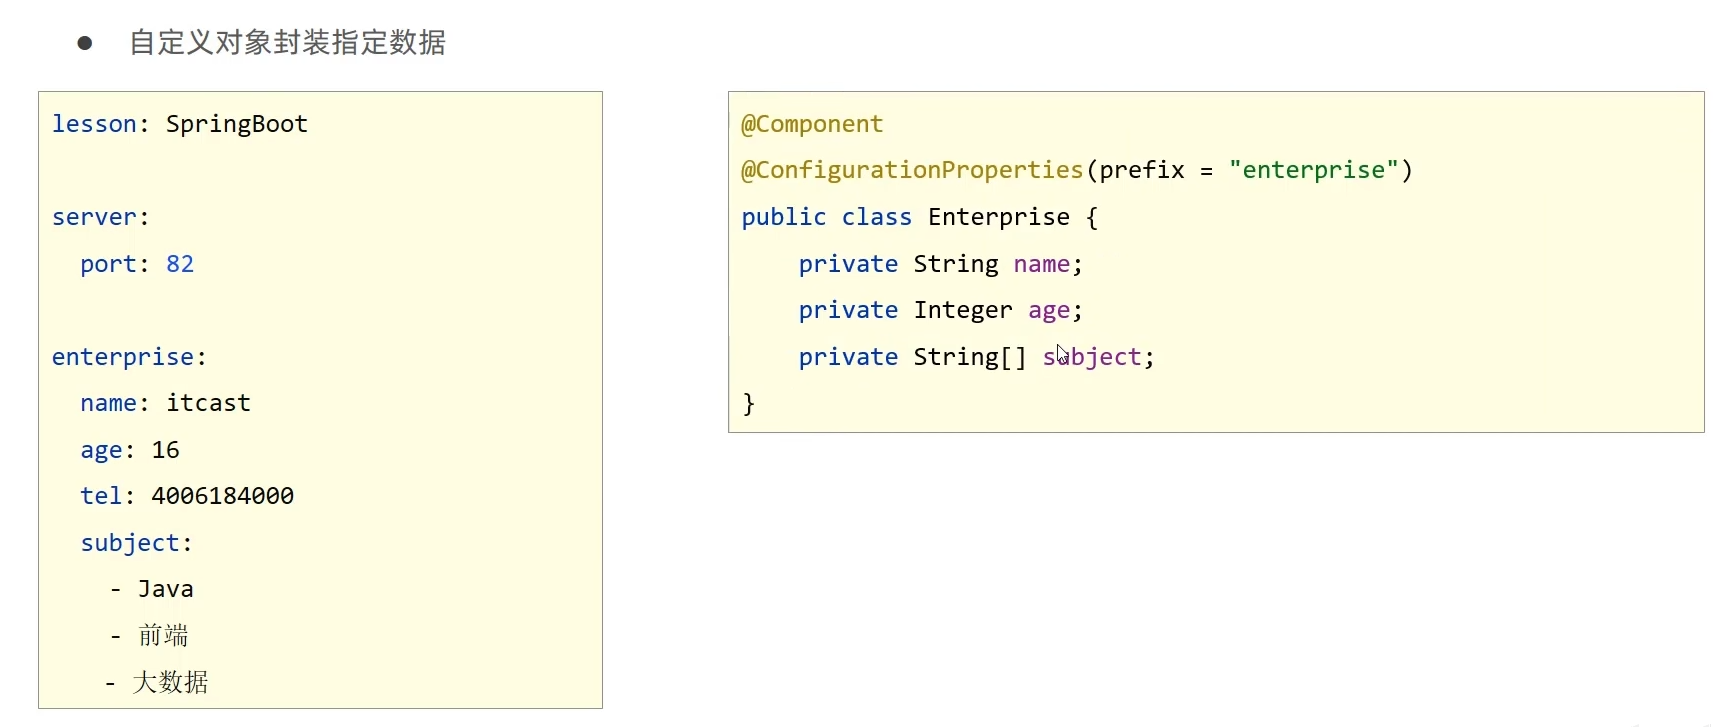 ● 自定义对象封装指定数据
lesson: SpringBoot
server:
  port: 82
enterprise:
  name: itcast
  age: 16
  tel: 4006184000
  subject:
    - Java
    - 前端
    - 大数据
@Component
@ConfigurationProperties(prefix = "enterprise")
public class Enterprise {
    private String name;
    private Integer age;
    private String[] subject;
}